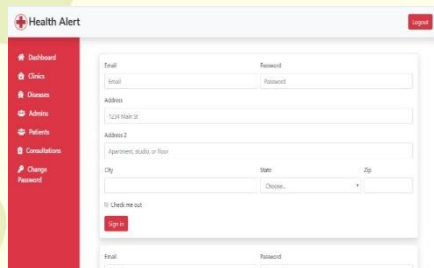 Health Alert
Logout
Dashboard
Clinics
Diseases
Admins
Patients
Consultations
Change
Password
Email Password
Email Password
Address
1234 Main St
Address 2
Apartment, studio, or floor
City State Zip
Choose...
Check me out
Sign in
Email Password